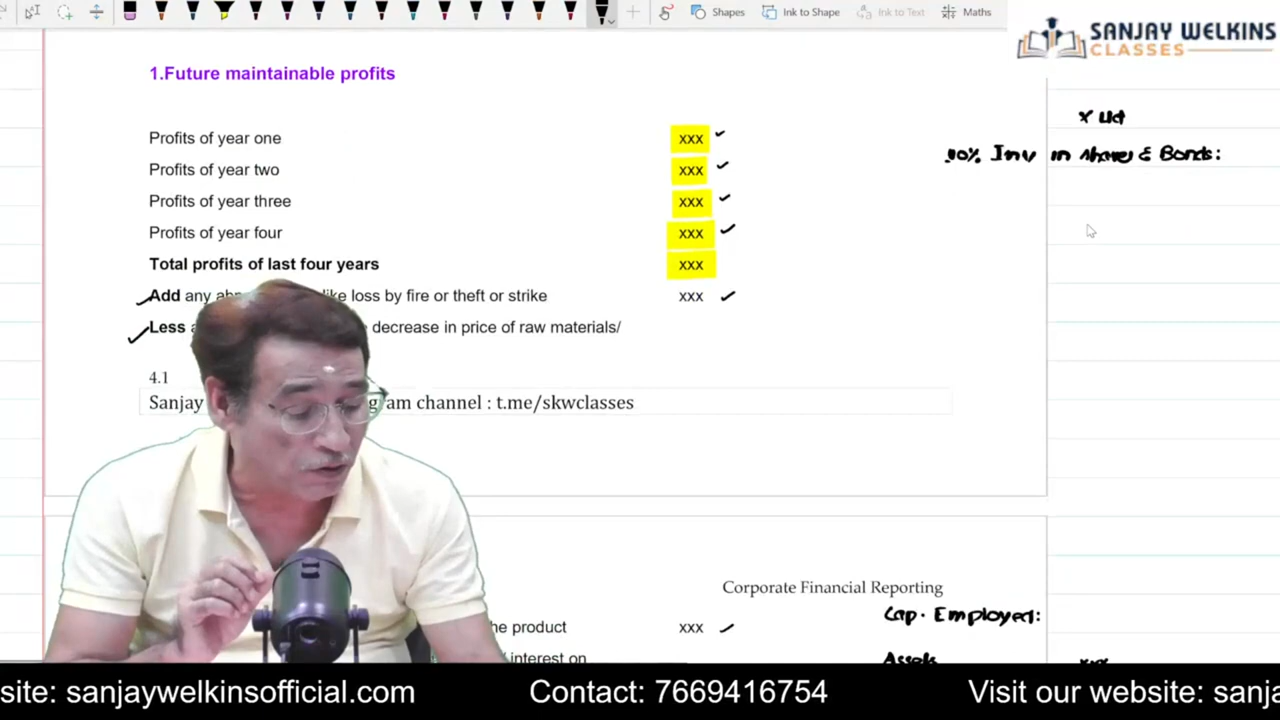 Shapes
Ink to Shape
Ink to Text
Maths
SANJAY WELKINS
CLASSES
1.Future maintainable profits
x Ltd
10% Inv in shares & Bonds:
Profits of year one xxx
Profits of year two xxx
Profits of year three xxx
Profits of year four xxx
Total profits of last four years xxx
Add any like loss by fire or theft or strike xxx
Less decrease in price of raw materials/
4.1
Sanjay am channel : t.me/skwclasses
Corporate Financial Reporting
Cap. Employed:
he product xxx
interest on
Assets xxx
site: sanjaywelkinsofficial.com Contact: 7669416754 Visit our website: sanja